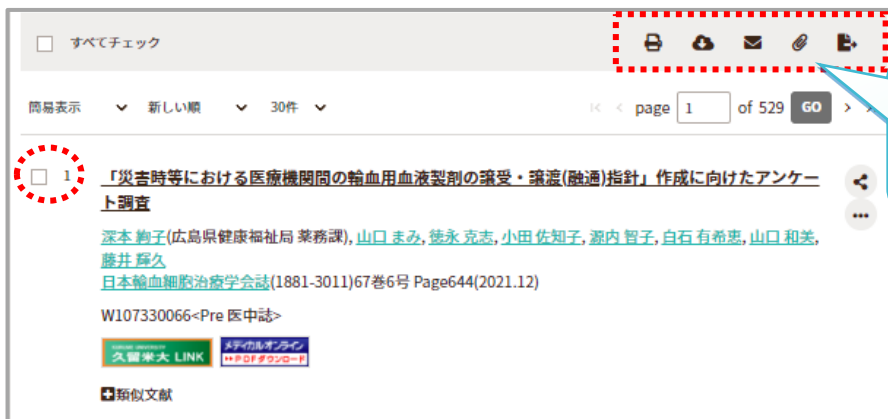 すべてチェック
簡易表示 新しい順 30件 page 1 of 529 GO
1 「災害時等における医療機関間の輸血用血液製剤の譲受・譲渡(融通)指針」作成に向けたアンケー
ト調査
深本 絢子(広島県健康福祉局 薬務課), 山口 まみ, 徳永 克志, 小田 佐知子, 源内 智子, 白石 有希恵, 山口 和美,
藤井 輝久
日本輸血細胞治療学会誌(1881-3011)67巻6号 Page644(2021.12)
W107330066<Pre 医中誌>
KURUME UNIVERSITY メディカルオンライン
久留米大 LINK ➡PDFダウンロード
類似文献